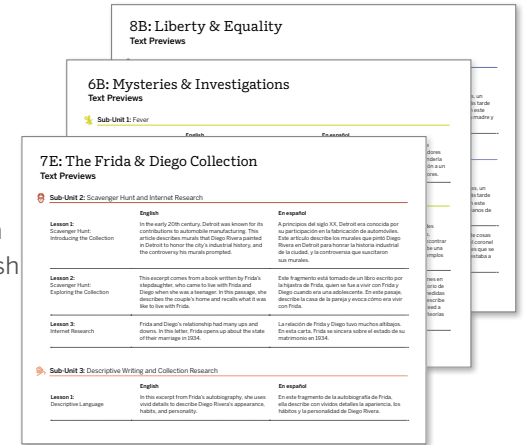 8B: Liberty & Equality
Text Previews
6B: Mysteries & Investigations
Text Previews
Sub-Unit 1: Fever
English En español
7E: The Frida & Diego Collection
Text Previews
Sub-Unit 2: Scavenger Hunt and Internet Research
English
En español
Lesson 1:
Scavenger Hunt:
Introducing the Collection
In the early 20th century, Detroit was known for its
contributions to automobile manufacturing. This
article describes murals that Diego Rivera painted
in Detroit to honor the city's industrial history, and
the controversy his murals prompted.
A principios del siglo XX, Detroit era conocida por
su participación en la fabricación de automóviles.
Este artículo describe los murales que pintó Diego
Rivera en Detroit para honrar la historia industrial
de la ciudad, y la controversia que suscitaron
sus murales.
Lesson 2:
Scavenger Hunt:
Exploring the Collection
This excerpt comes from a book written by Frida's
stepdaughter, who came to live with Frida and
Diego when she was a teenager. In this passage, she
describes the couple's home and recalls what it was
like to live with Frida.
Este fragmento está tomado de un libro escrito por
la hijastra de Frida, quien se fue a vivir con Frida y
Diego cuando era una adolescente. En este pasaje,
describe la casa de la pareja y evoca cómo era vivir
con Frida.
Lesson 3:
Internet Research
Frida and Diego's relationship had many ups and
downs. In this letter, Frida opens up about the state
of their marriage in 1934.
La relación de Frida y Diego tuvo muchos altibajos.
En esta carta, Frida se sincera sobre el estado de su
matrimonio en 1934.
Sub-Unit 3: Descriptive Writing and Collection Research
English
En español
Lesson 1:
Descriptive Language
In this excerpt from Frida's autobiography, she uses
vivid details to describe Diego Rivera's appearance,
habits, and personality.
En este fragmento de la autobiografía de Frida,
ella describe con vívidos detalles la apariencia, los
hábitos y la personalidad de Diego Rivera.